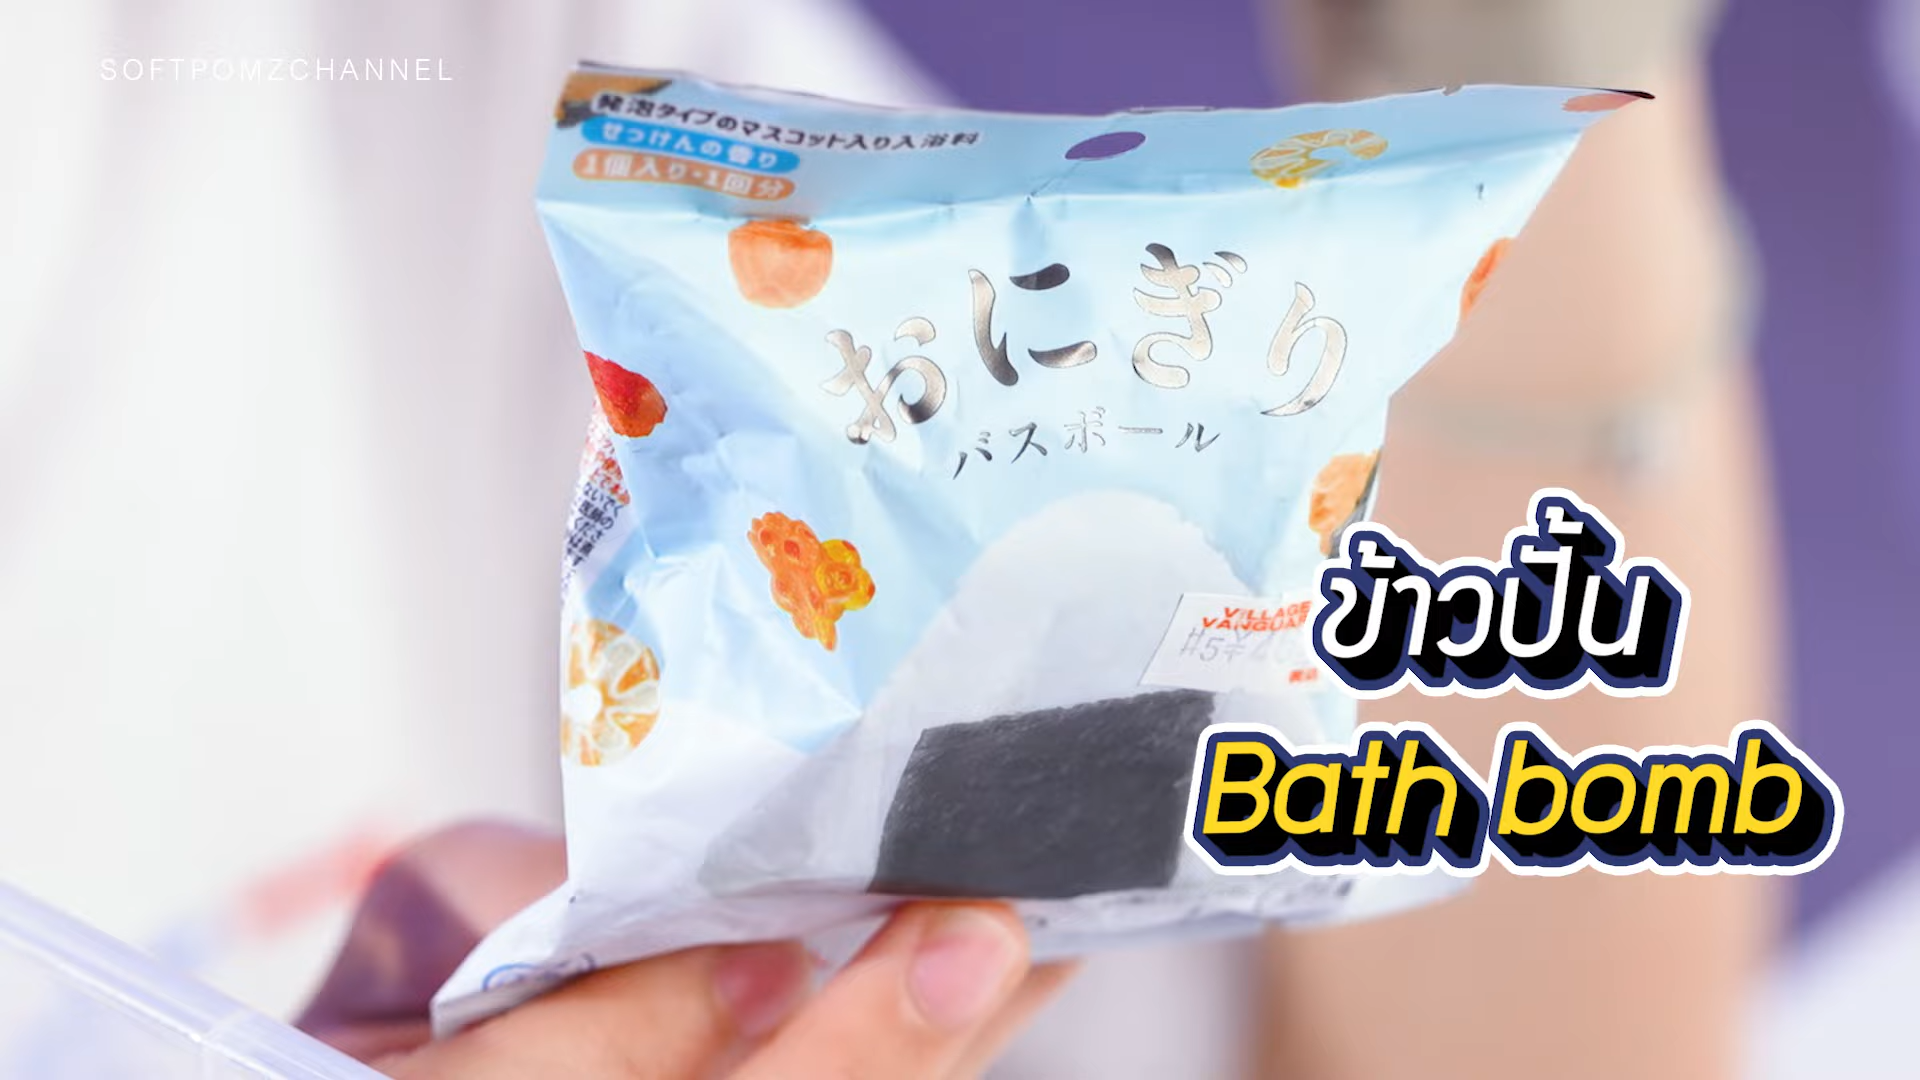 SOFTPOMZCHANNEL
発泡タイプのマスコット入り入浴料
せっけんの香り
1個入り・1回分
おにぎり
バスボール
VILLAGE
ข้าวปั้น
Bath bomb